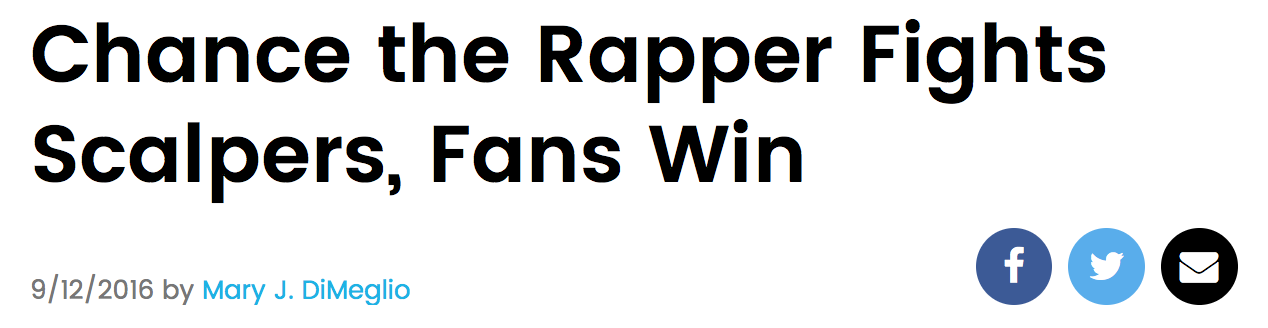 Chance the Rapper Fights
Scalpers, Fans Win
9/12/2016 by Mary J. DiMeglio